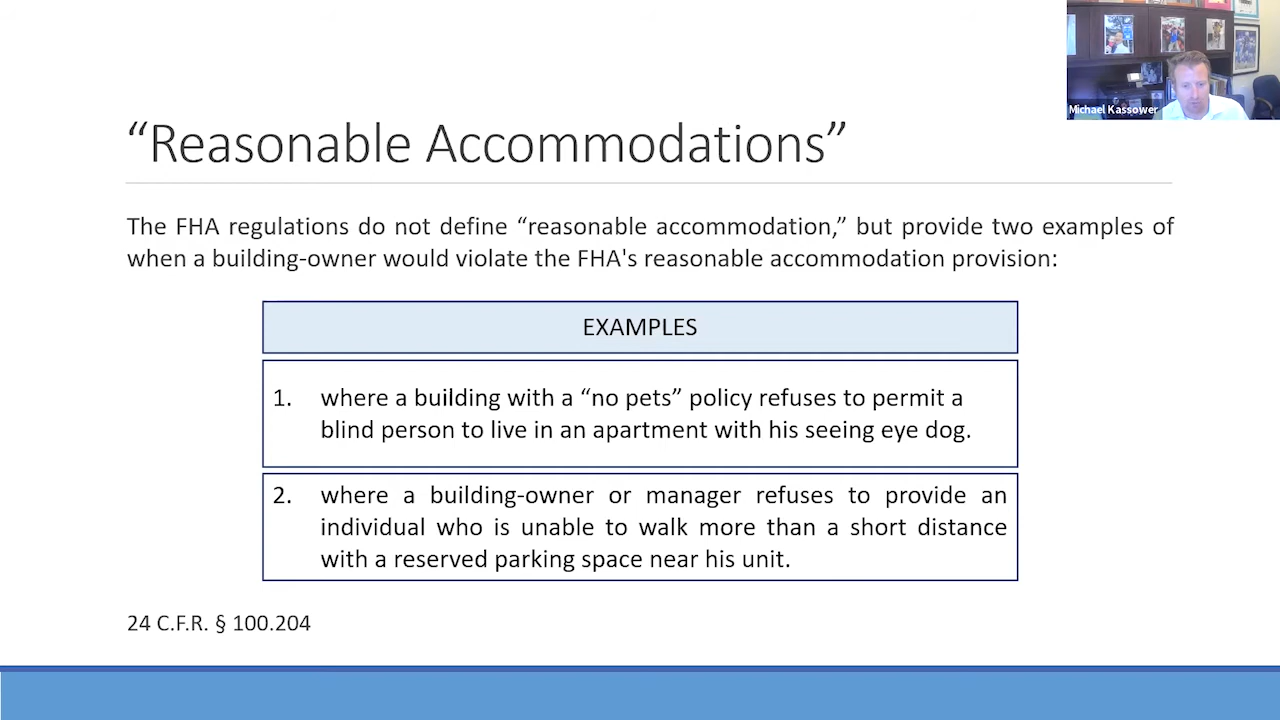 Michael Kassower
“Reasonable Accommodations”
The FHA regulations do not define “reasonable accommodation,” but provide two examples of
when a building-owner would violate the FHA's reasonable accommodation provision:
EXAMPLES
1. where a building with a “no pets” policy refuses to permit a
blind person to live in an apartment with his seeing eye dog.
2. where a building-owner or manager refuses to provide an
individual who is unable to walk more than a short distance
with a reserved parking space near his unit.
24 C.F.R. § 100.204